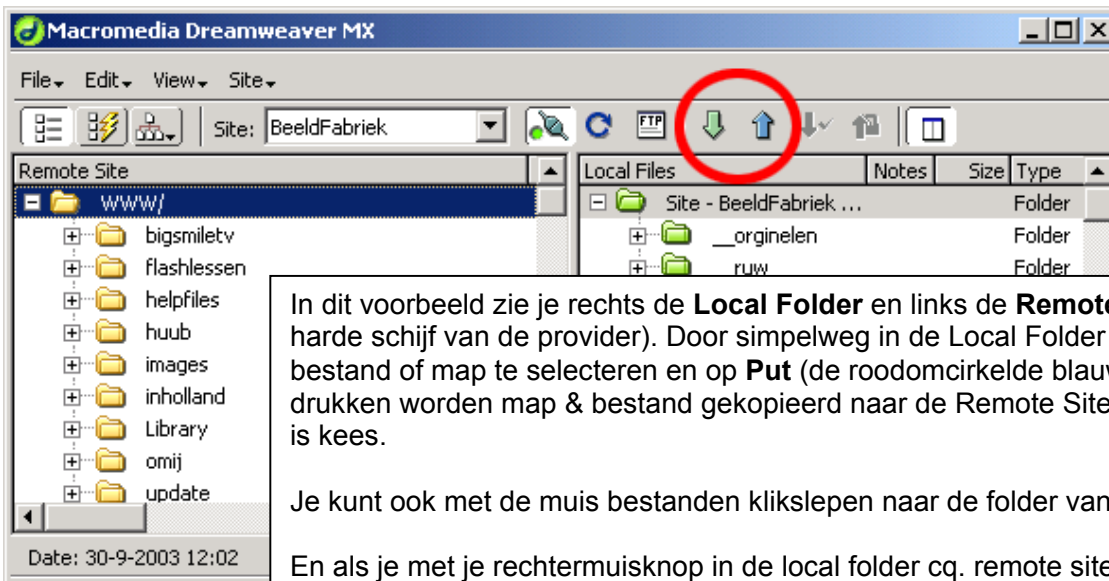 Macromedia Dreamweaver MX
File Edit View Site
Site: BeeldFabriek FTP
Remote Site
www/
bigsmiletv
flashlessen
helpfiles
huub
images
inholland
Library
omij
update
Date: 30-9-2003 12:02
Local Files Notes Size Type
Site - BeeldFabriek ... Folder
__orginelen Folder
__ruw Folder
In dit voorbeeld zie je rechts de Local Folder en links de Remote
harde schijf van de provider). Door simpelweg in de Local Folder
bestand of map te selecteren en op Put (de roodomcirkelde
drukken worden map & bestand gekopieerd naar de Remote Site
is kees.
Je kunt ook met de muis bestanden klikslepen naar de folder van
En als je met je rechtermuisknop in de local folder cq. remote site